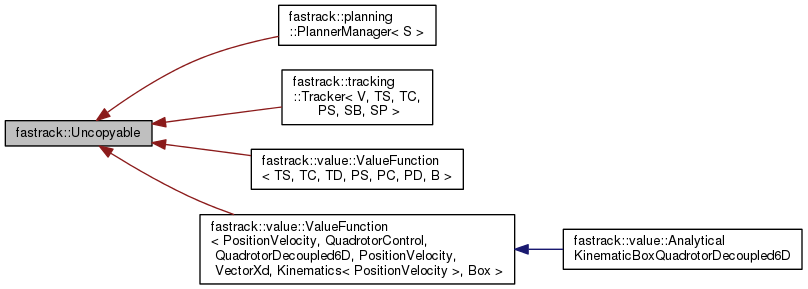 fastrack::planning
::PlannerManager< S >
fastrack::tracking
::Tracker< V, TS, TC,
PS, SB, SP >
fastrack::Uncopyable
fastrack::value::ValueFunction
< TS, TC, TD, PS, PC, PD, B >
fastrack::value::ValueFunction
< PositionVelocity, QuadrotorControl,
QuadrotorDecoupled6D, PositionVelocity,
VectorXd, Kinematics< PositionVelocity >, Box >
fastrack::value::Analytical
KinematicBoxQuadrotorDecoupled6D